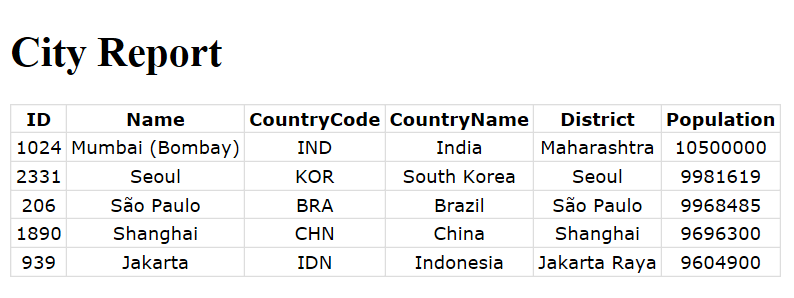 City Report
ID Name CountryCode CountryName District Population
1024 Mumbai (Bombay) IND India Maharashtra 10500000
2331 Seoul KOR South Korea Seoul 9981619
206 São Paulo BRA Brazil São Paulo 9968485
1890 Shanghai CHN China Shanghai 9696300
939 Jakarta IDN Indonesia Jakarta Raya 9604900